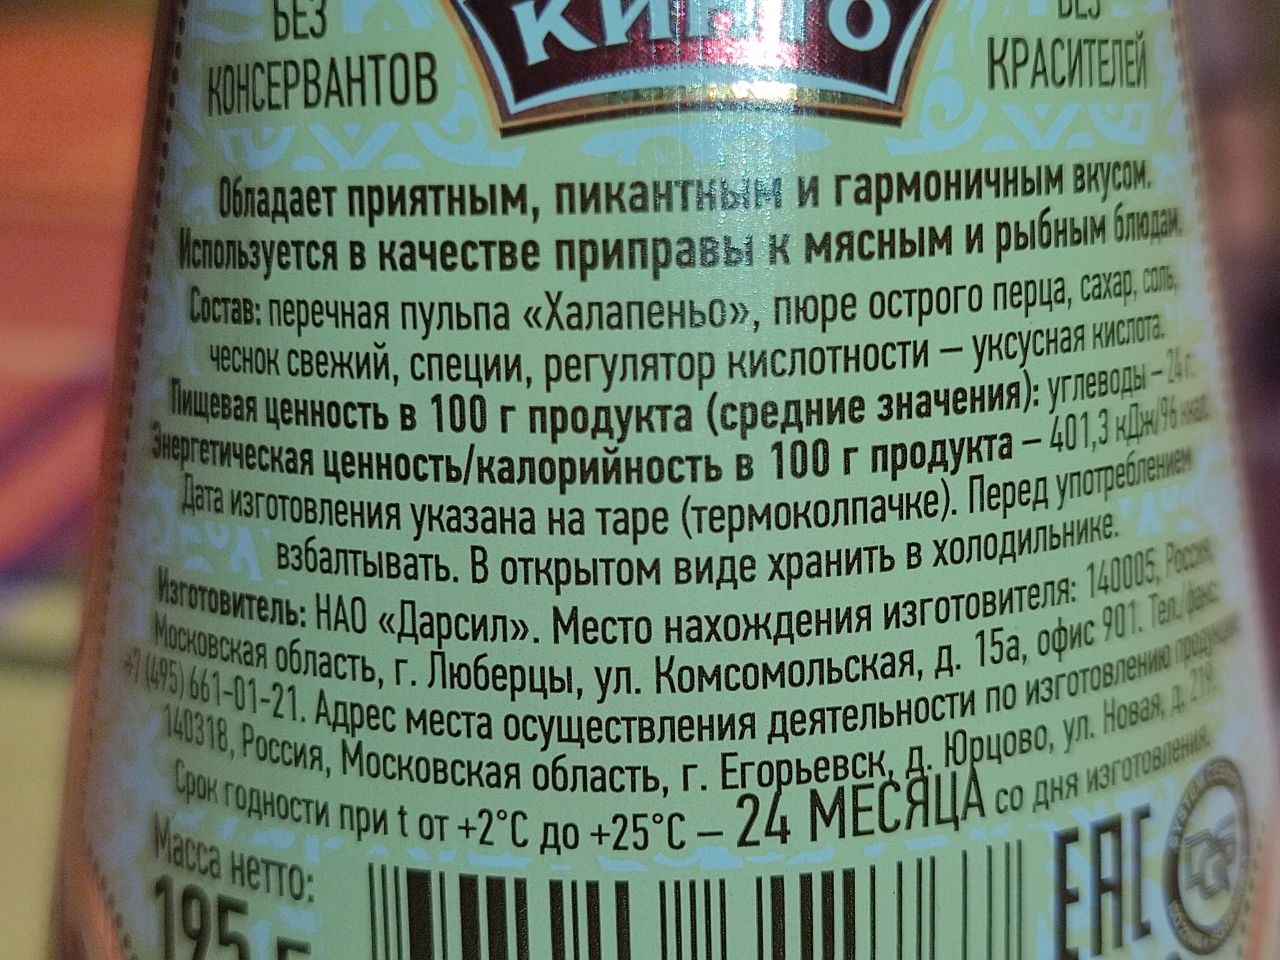 БЕЗ
КОНСЕРВАНТОВ
КИНТО
БЕЗ
КРАСИТЕЛЕЙ
Обладает приятным, пикантным и гармоничным вкусом.
Используется в качестве приправы к мясным и рыбным блюдам.
Состав: перечная пульпа «Халапеньо», пюре острого перца, сахар, соль,
чеснок свежий, специи, регулятор кислотности – уксусная кислота.
Пищевая ценность в 100 г продукта (средние значения): углеводы – 24 г.
Энергетическая ценность/калорийность в 100 г продукта – 401,3 кДж/96 ккал.
Дата изготовления указана на таре (термоколпачке). Перед употреблением
взбалтывать. В открытом виде хранить в холодильнике.
Изготовитель: НАО «Дарсил». Место нахождения изготовителя: 140005, Россия,
Московская область, г. Люберцы, ул. Комсомольская, д. 15а, офис 901. Тел./факс:
+7 (495) 661-01-21. Адрес места осуществления деятельности по изготовлению продукции:
140318, Россия, Московская область, г. Егорьевск, д. Юрцово, ул. Новая, д. 219.
Срок годности при t от +2°C до +25°C – 24 МЕСЯЦА со дня изготовления.
Масса нетто:
195 г
ЕАС